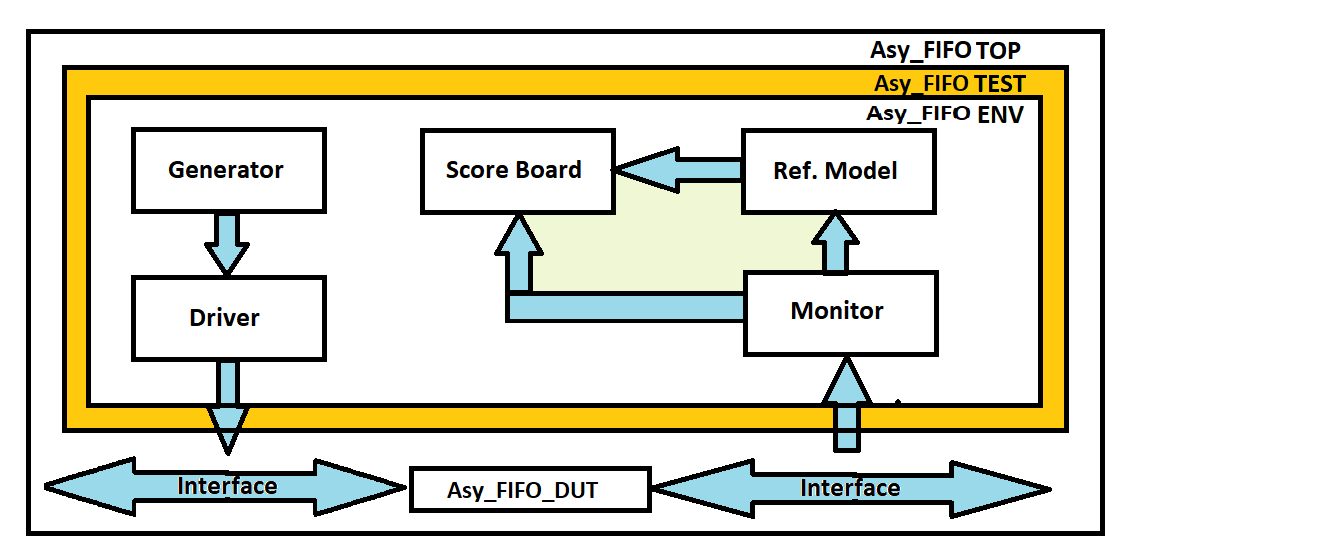 Asy_FIFO TOP
Asy_FIFO TEST
Asy_FIFO ENV
Generator
Score Board
Ref. Model
Driver
Monitor
Interface
Asy_FIFO_DUT
Interface